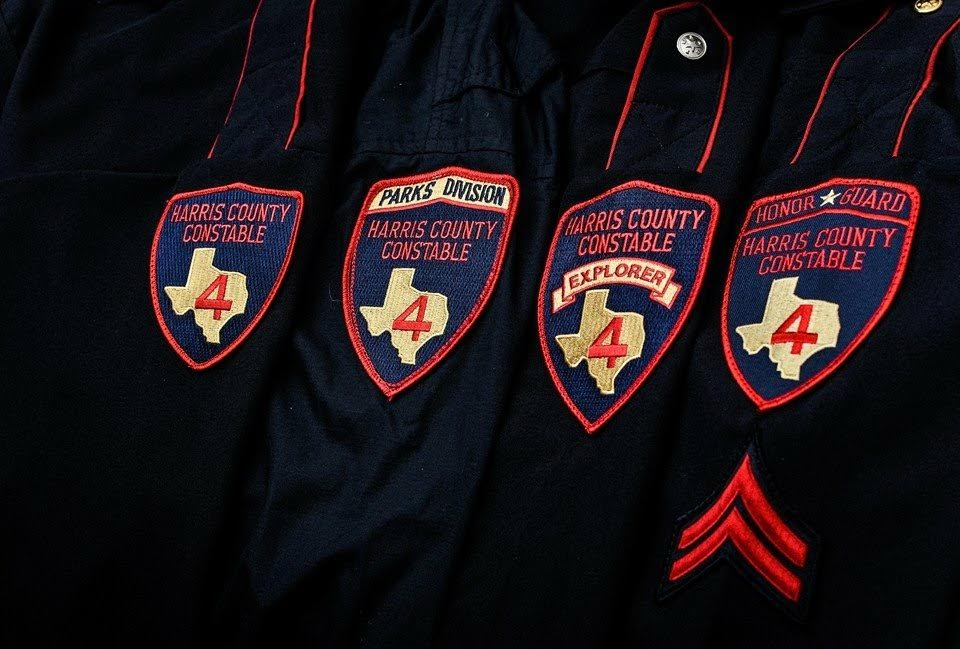 HARRIS COUNTY
CONSTABLE
4
PARKS DIVISION
HARRIS COUNTY
CONSTABLE
4
HARRIS COUNTY
CONSTABLE
EXPLORER
4
HONOR GUARD
HARRIS COUNTY
CONSTABLE
4